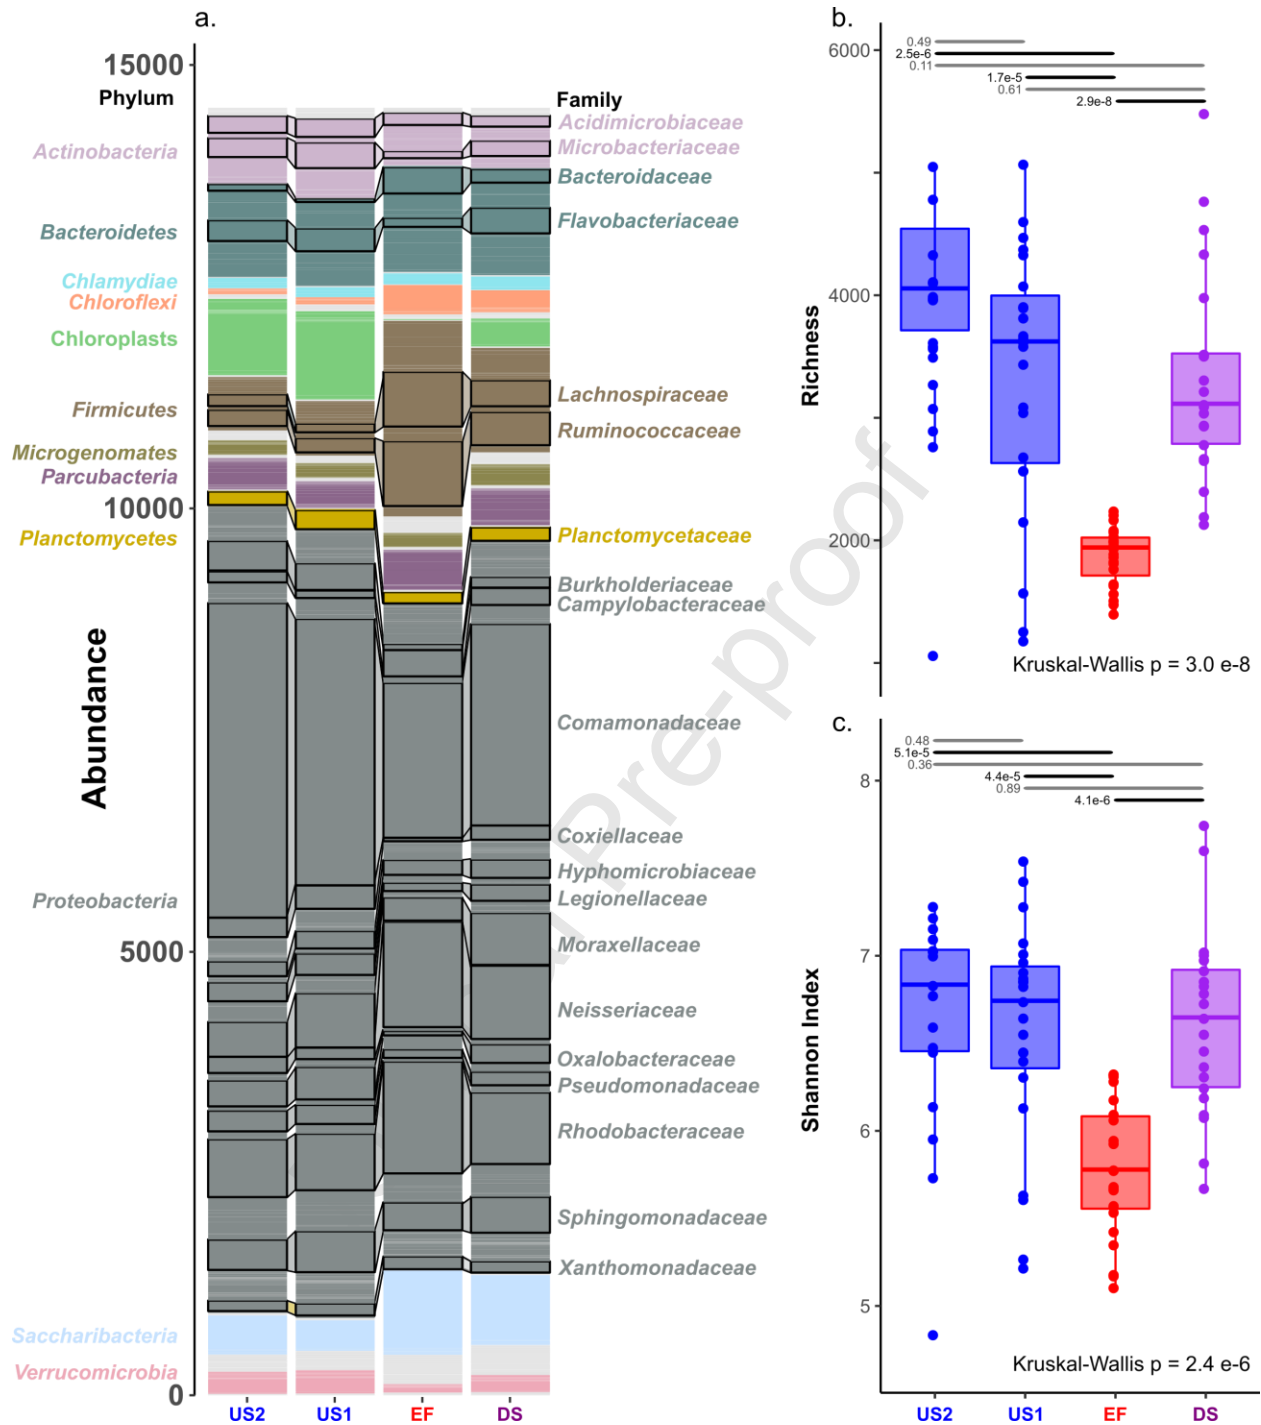 a.
15000
Phylum
Family
Acidimicrobiaceae
Actinobacteria
Microbacteriaceae
Bacteroidaceae
Flavobacteriaceae
Bacteroidetes
Chlamydiae
Chloroflexi
Chloroplasts
Lachnospiraceae
Firmicutes
Ruminococcaceae
Microgenomates
Parcubacteria
10000
Planctomycetes
Planctomycetaceae
Burkholderiaceae
Campylobacteraceae
Abundance
Comamonadaceae
Coxiellaceae
Hyphomicrobiaceae
Proteobacteria
Legionellaceae
5000
Moraxellaceae
Neisseriaceae
Oxalobacteraceae
Pseudomonadaceae
Rhodobacteraceae
Sphingomonadaceae
Xanthomonadaceae
Saccharibacteria
Verrucomicrobia
0
US2 US1 EF DS
b.
6000
0.49
2.5e-6
0.11
1.7e-5
0.61
2.9e-8
4000
Richness
2000
Kruskal-Wallis p = 3.0 e-8
c.
0.48
5.1e-5
0.36
4.4e-5
0.89
4.1e-6
8
7
Shannon Index
6
5
Kruskal-Wallis p = 2.4 e-6
US2 US1 EF DS
Pre-proof